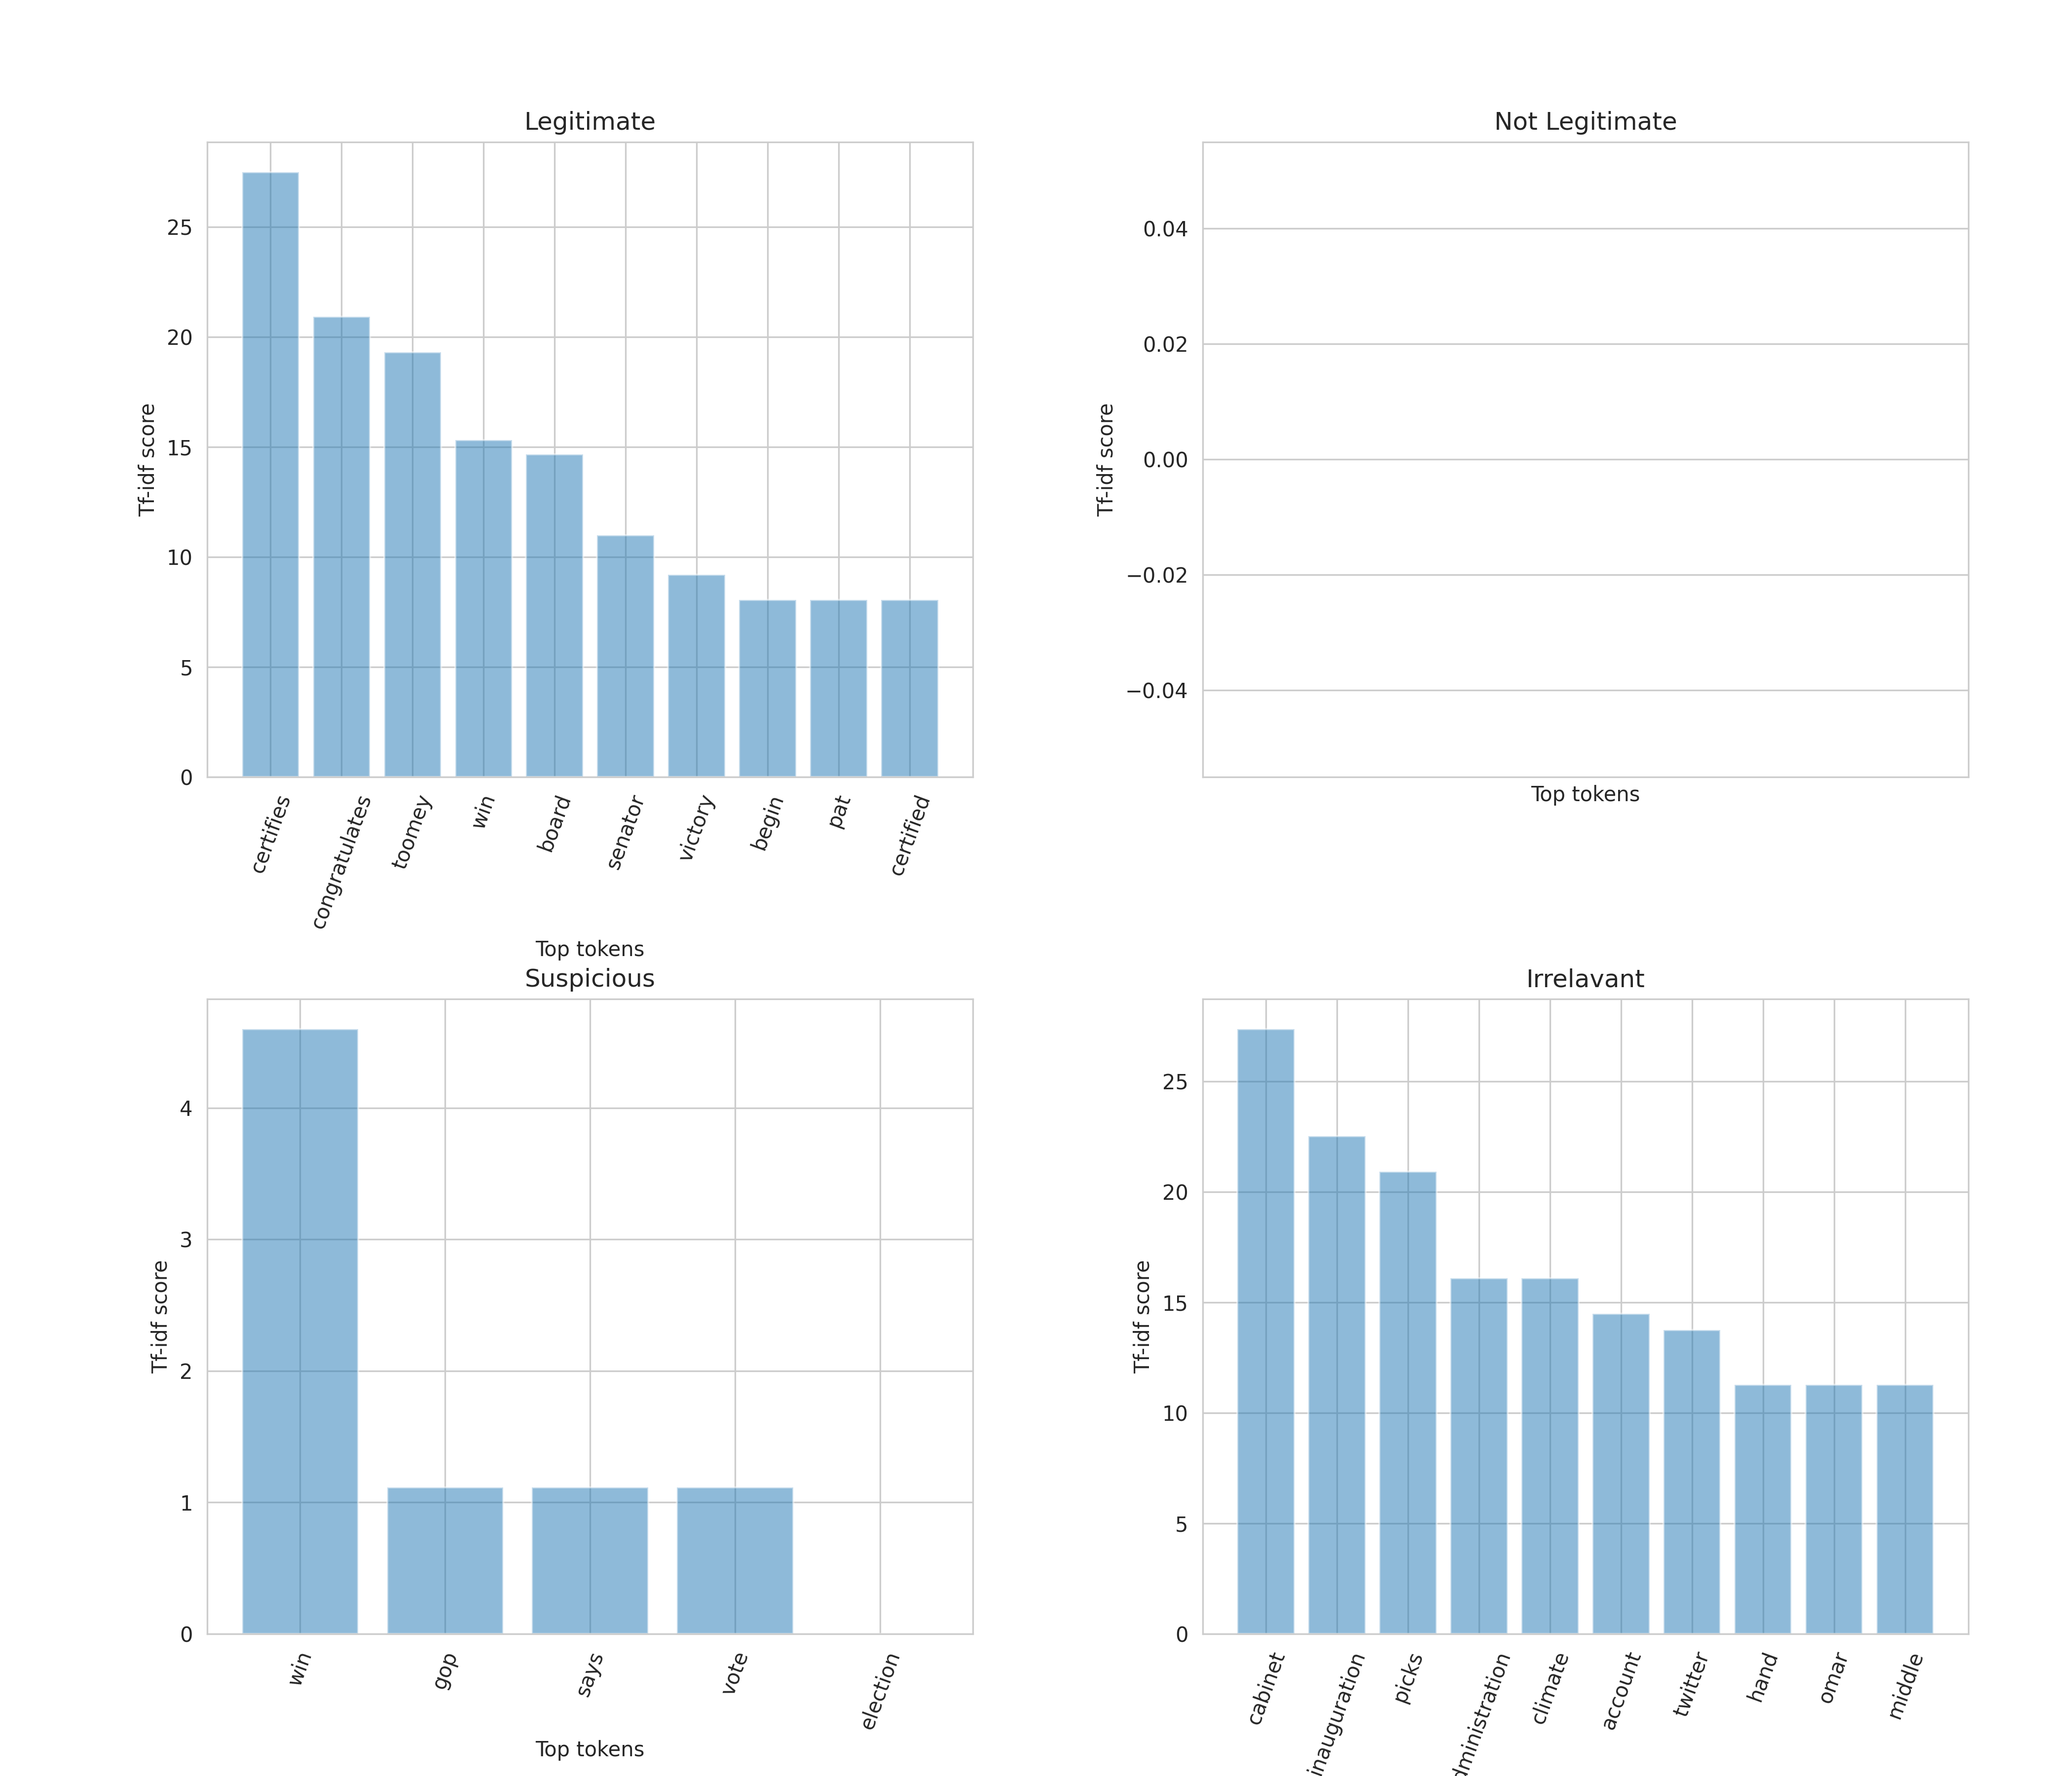 Legitimate
25
20
15
10
5
0
Tf-idf score
certifies
congratulates
toomey
win
board
senator
victory
begin
pat
certified
Top tokens
Not Legitimate
0.04
0.02
0.00
−0.02
−0.04
Tf-idf score
Top tokens
Suspicious
4
3
2
1
0
Tf-idf score
win
gop
says
vote
election
Top tokens
Irrelavant
25
20
15
10
5
0
Tf-idf score
cabinet
inauguration
picks
dministration
climate
account
twitter
hand
omar
middle